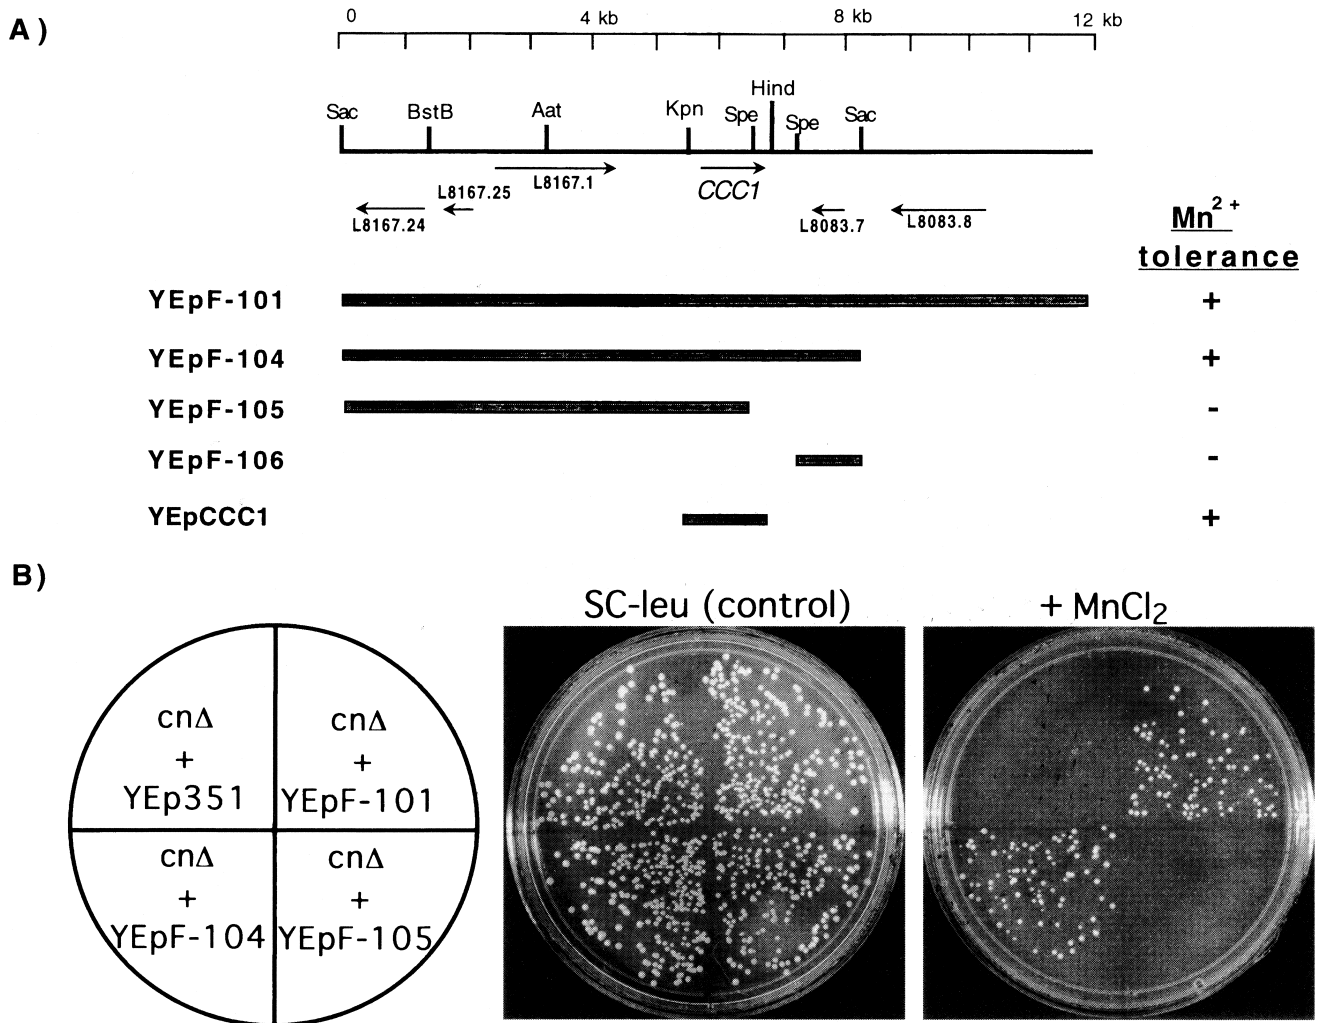 A)
0 4 kb 8 kb 12 kb
Hind
Sac BstB Aat Kpn Spe Spe Sac
L8167.25 L8167.1 CCC1
L8167.24 L8083.7 L8083.8
Mn2+
tolerance
YEpF-101 +
YEpF-104 +
YEpF-105 -
YEpF-106 -
YEpCCC1 +
B)
SC-leu (control) + MnCl2
cnΔ cnΔ
+ +
YEp351 YEpF-101
cnΔ cnΔ
+ +
YEpF-104 YEpF-105